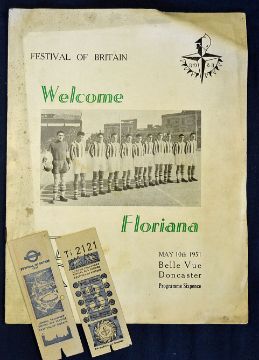 FESTIVAL OF BRITAIN
Welcome
Floriana
MAY 10th 1951
Belle Vue
Doncaster
Programme Sixpence
2121